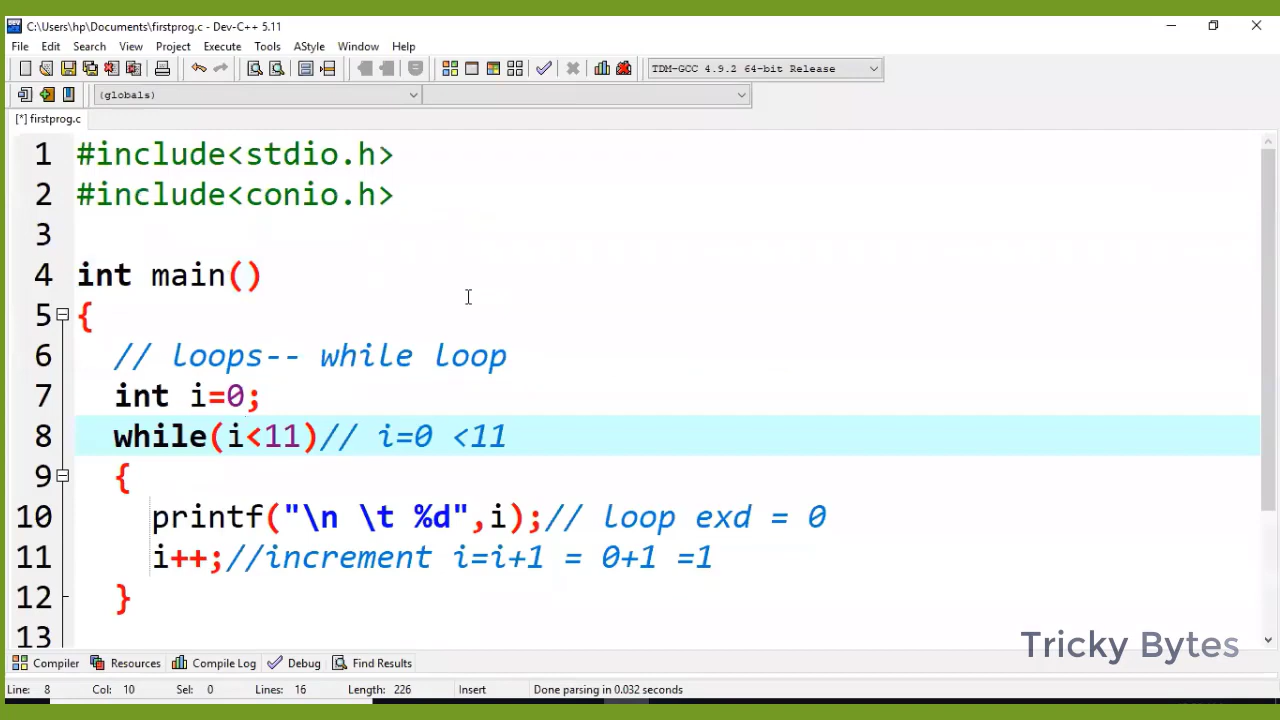 C:\Users\hp\Documents\firstprog.c - Dev-C++ 5.11
File Edit Search View Project Execute Tools AStyle Window Help
TDM-GCC 4.9.2 64-bit Release
(globals)
[*] firstprog.c
1 #include<stdio.h>
2 #include<conio.h>
3
4 int main()
5 {
6 // loops-- while loop
7 int i=0;
8 while(i<11)// i=0 <11
9 {
10 printf("\n \t %d",i);// loop exd = 0
11 i++;//increment i=i+1 = 0+1 =1
12 }
13
Tricky Bytes
Compiler Resources Compile Log Debug Find Results
Line: 8 Col: 10 Sel: 0 Lines: 16 Length: 226 Insert Done parsing in 0.032 seconds